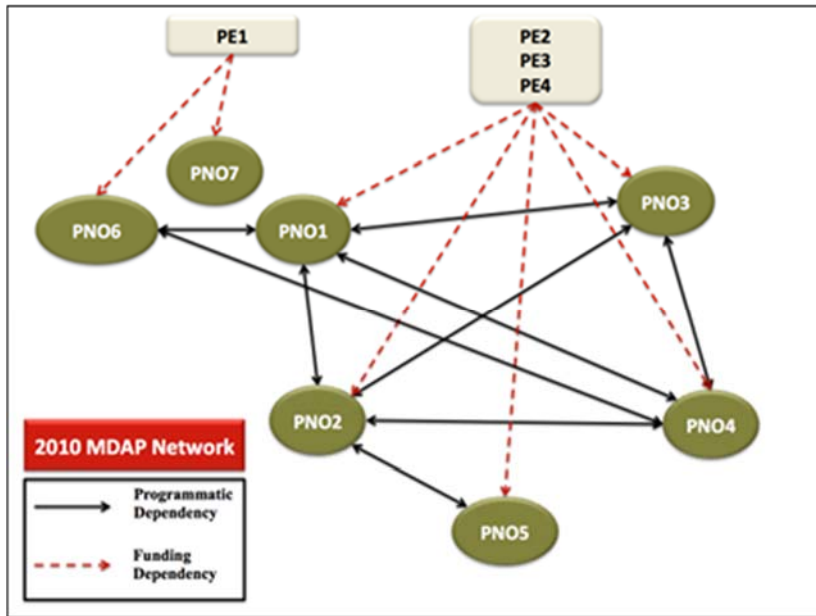 PE1
PE2
PE3
PE4
PNO7
PNO6
PNO1
PNO3
PNO2
PNO4
PNO5
2010 MDAP Network
Programmatic
Dependency
Funding
Dependency